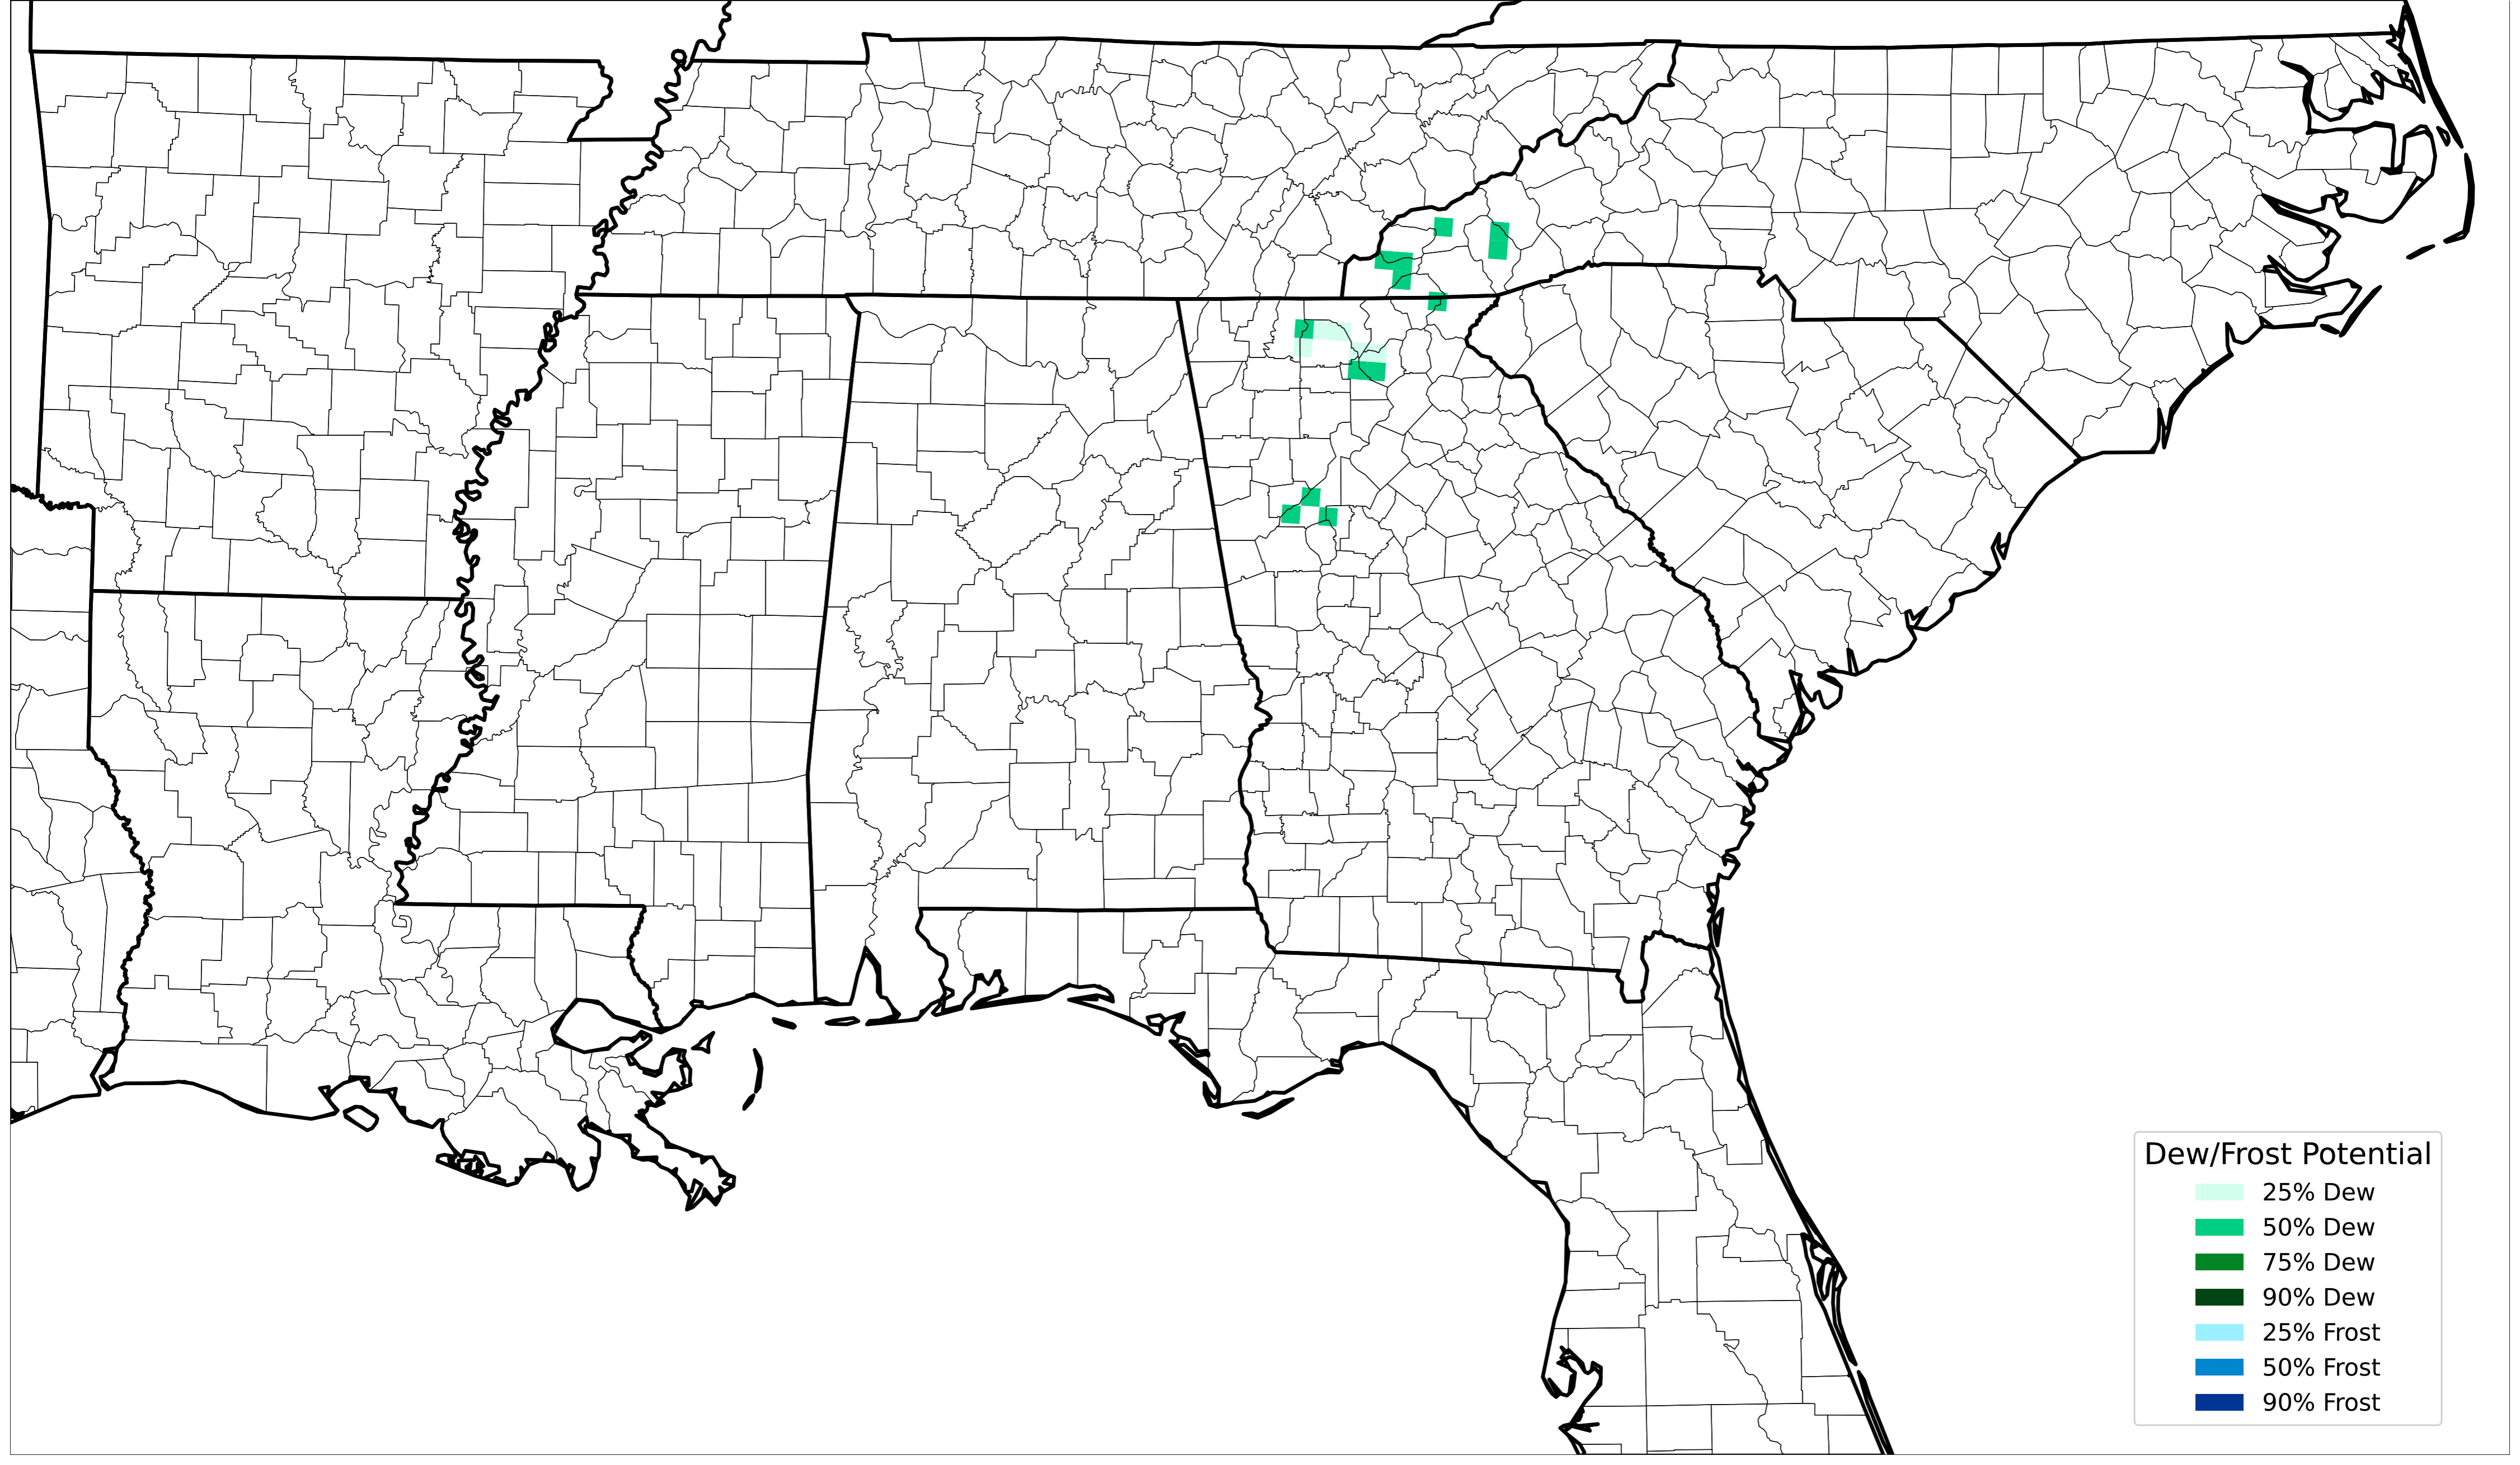 Dew/Frost Potential
25% Dew
50% Dew
75% Dew
90% Dew
25% Frost
50% Frost
90% Frost